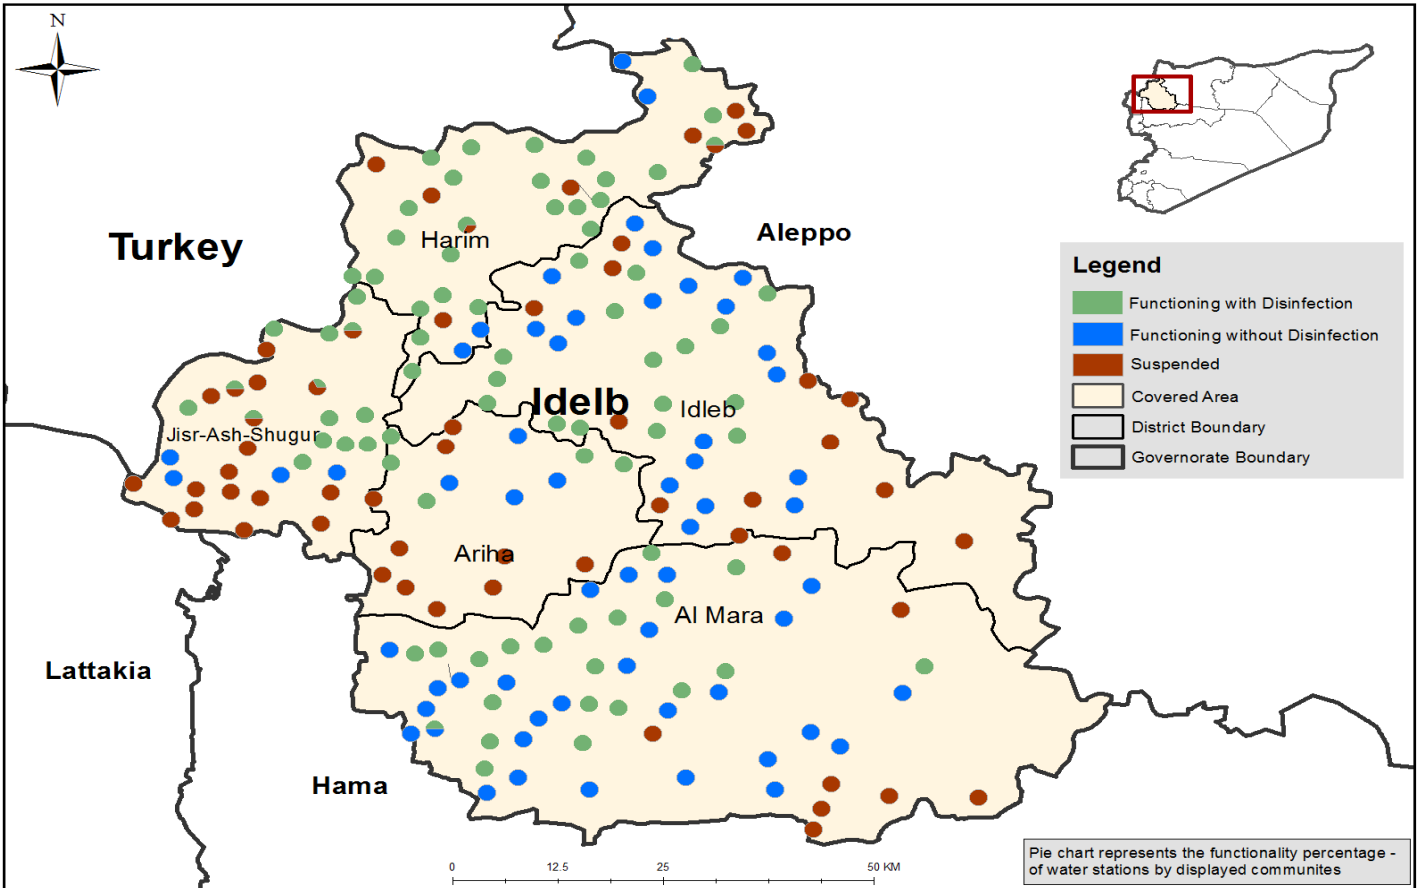 N
Turkey
Harim
Aleppo
Legend
Functioning with Disinfection
Functioning without Disinfection
Suspended
Covered Area
District Boundary
Governorate Boundary
Idelb
Idleb
Jisr-Ash-Shugur
Ariha
Al Mara
Lattakia
Hama
0 12.5 25 50 KM
Pie chart represents the functionality percentage -
of water stations by displayed communites